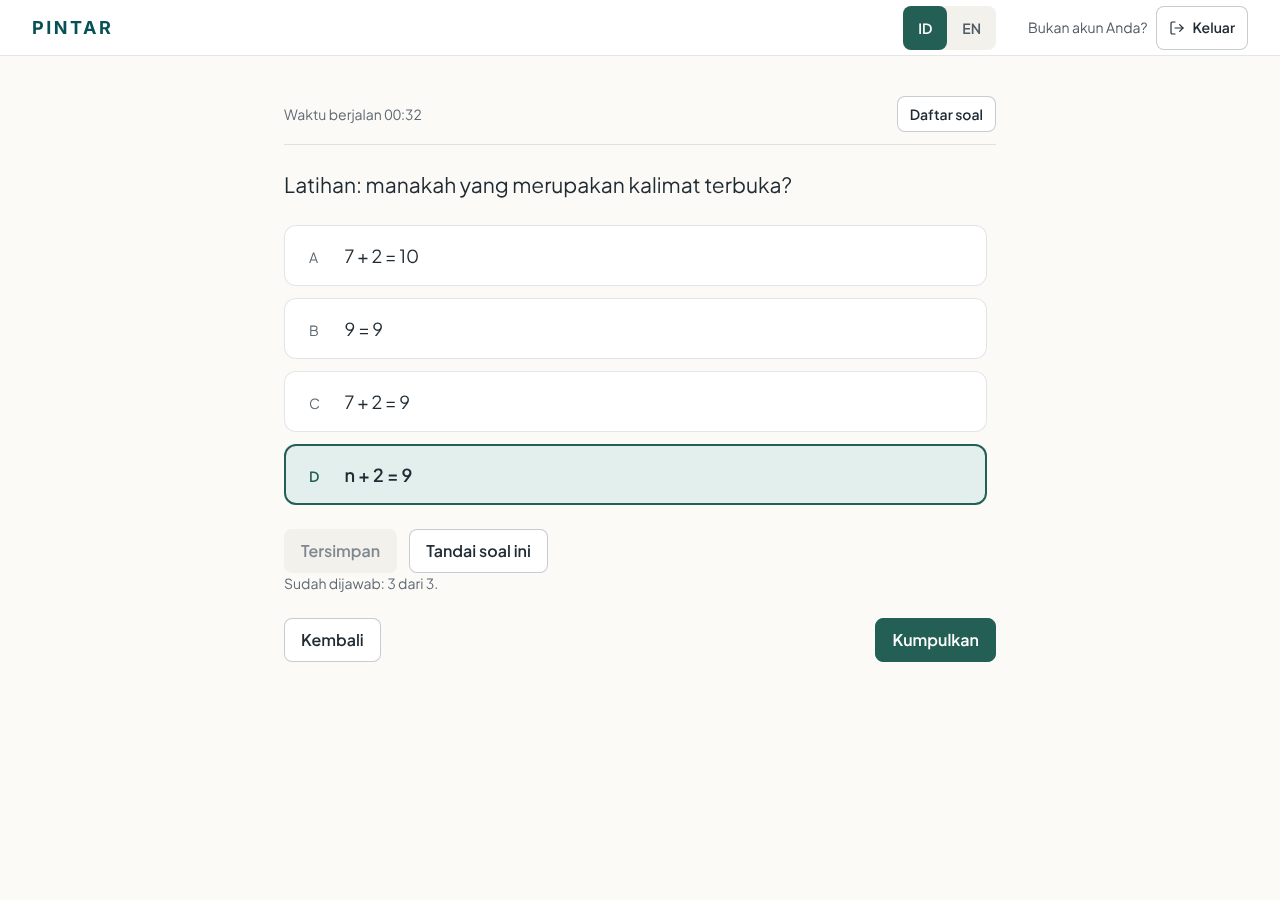 PINTAR
ID EN Bukan akun Anda? Keluar
Waktu berjalan 00:32 Daftar soal
Latihan: manakah yang merupakan kalimat terbuka?
A 7 + 2 = 10
B 9 = 9
C 7 + 2 = 9
D n + 2 = 9
Tersimpan Tandai soal ini
Sudah dijawab: 3 dari 3.
Kembali Kumpulkan